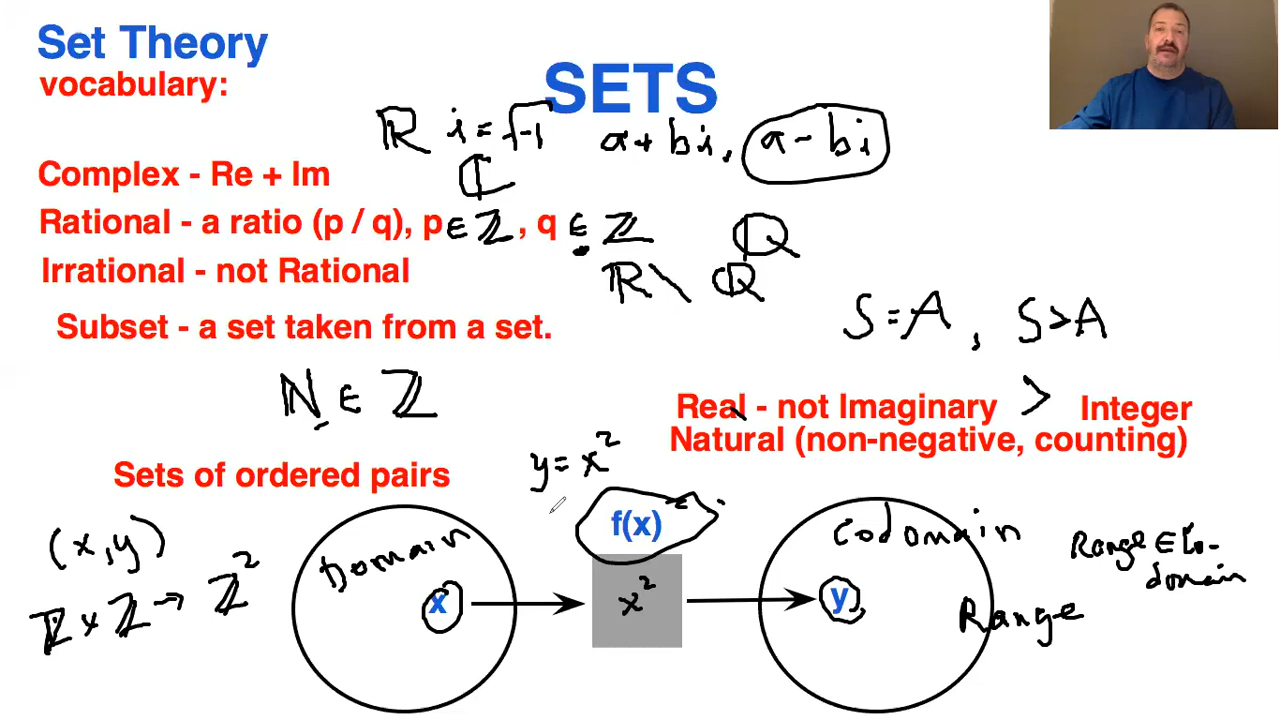 Set Theory
vocabulary:
SETS
ℝ i = √-1 a + bi, a - bi
ℂ
Complex - Re + Im
Rational - a ratio (p / q), p ∈ ℤ, q ∈ ℤ ℚ
Irrational - not Rational ℝ \ ℚ
Subset - a set taken from a set.
S = A, S > A
ℕ ∈ ℤ
Real - not Imaginary > Integer
Natural (non-negative, counting)
Sets of ordered pairs
y = x²
(x, y)
ℤ × ℤ → ℤ²
Domain
x
f(x) =
x²
Codomain
y
Range
Range ∈ Co-
domain